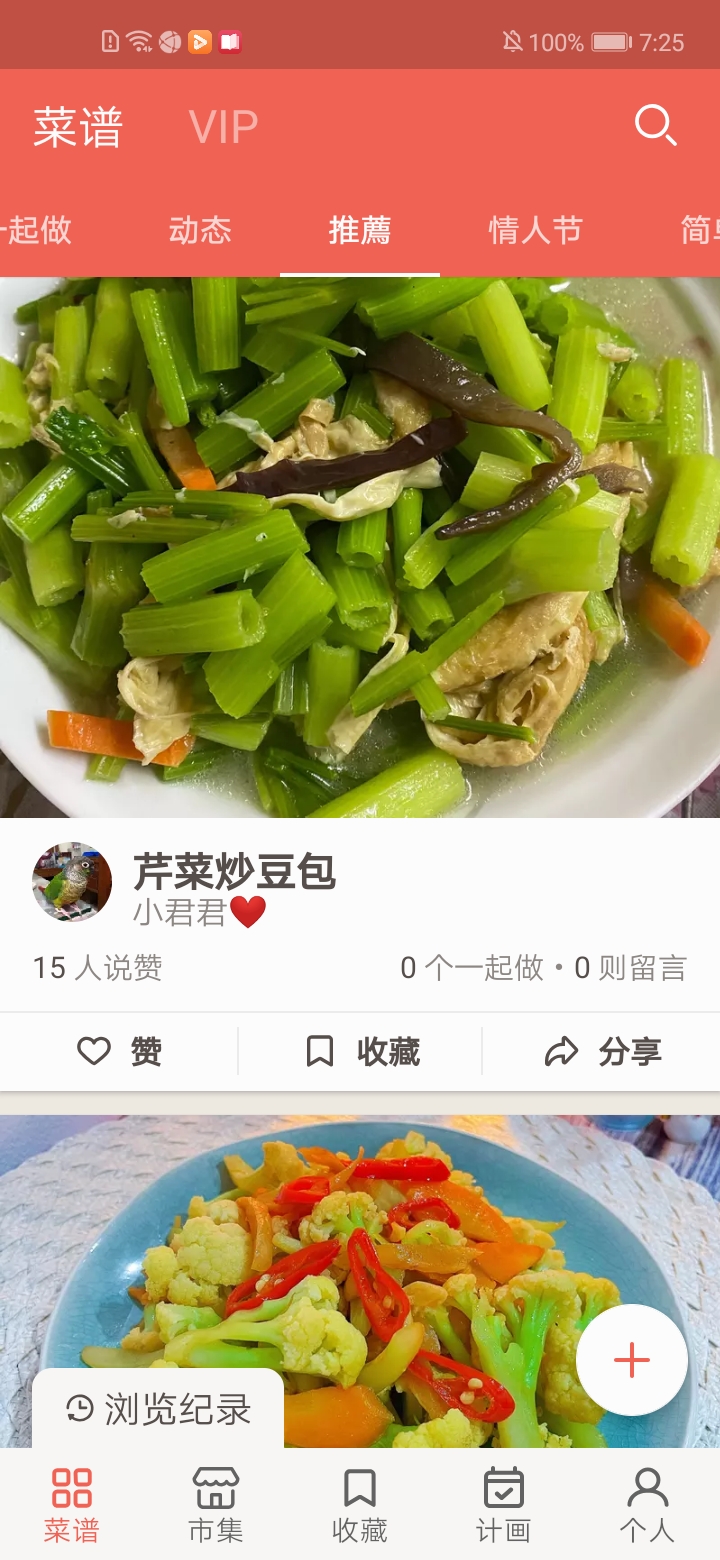 100% 7:25
菜谱 VIP
一起做 动态 推薦 情人节 简单
芹菜炒豆包
小君君❤️
15 人说赞 0 个一起做 • 0 则留言
赞 收藏 分享
浏览纪录
菜谱 市集 收藏 计画 个人